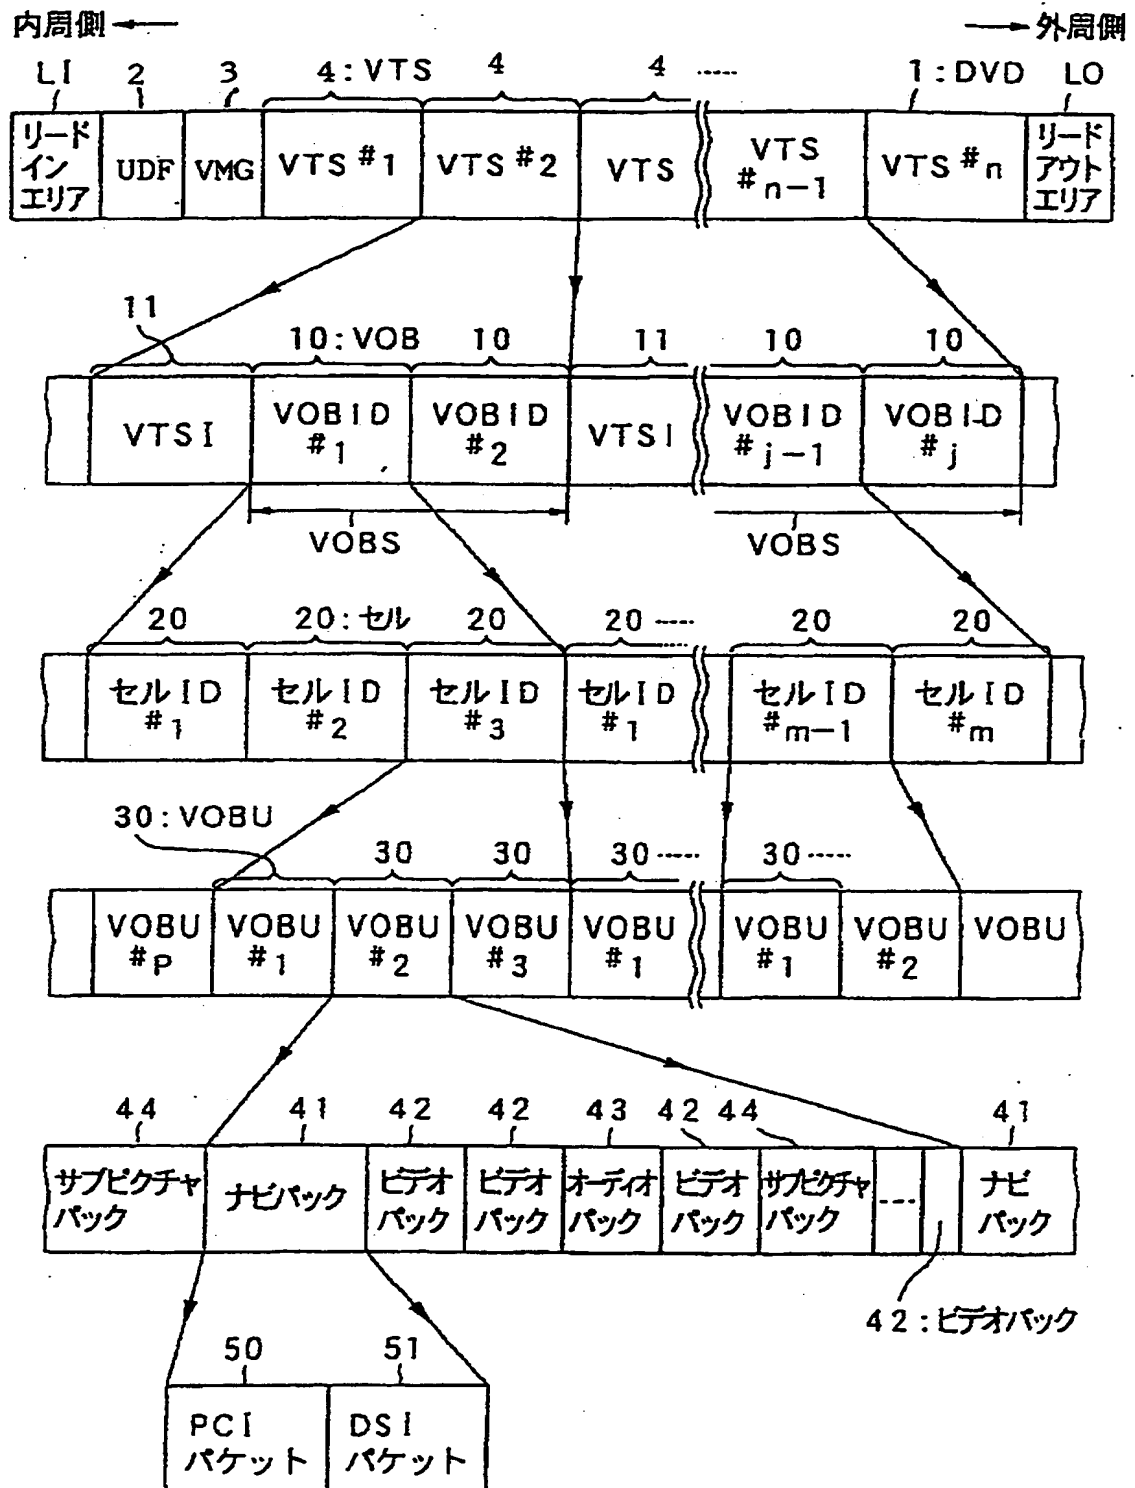 内周側
外周側
LI 2 3 4:VTS 4 4 ····· 1:DVD LO
リード
イン
エリア
UDF
VMG
VTS #1
VTS #2
VTS
VTS
#n-1
VTS #n
リード
アウト
エリア
11 10:VOB 10 11 10 10
VTSI
VOBID
#1
VOBID
#2
VTSI
VOBID
#j-1
VOBID
#j
VOBS
VOBS
20 20:セル 20 20 ····· 20 20
セルID
#1
セルID
#2
セルID
#3
セルID
#1
セルID
#m-1
セルID
#m
30:VOBU
30 30 30 ····· 30 ·····
VOBU
#P
VOBU
#1
VOBU
#2
VOBU
#3
VOBU
#1
VOBU
#1
VOBU
#2
VOBU
44 41 42 42 43 42 44 41
サブピクチャ
パック
ナビパック
ビデオ
パック
ビデオ
パック
オーディオ
パック
ビデオ
パック
サブピクチャ
パック
----
ナビ
パック
42:ビデオパック
50 51
PCI
パケット
DSI
パケット